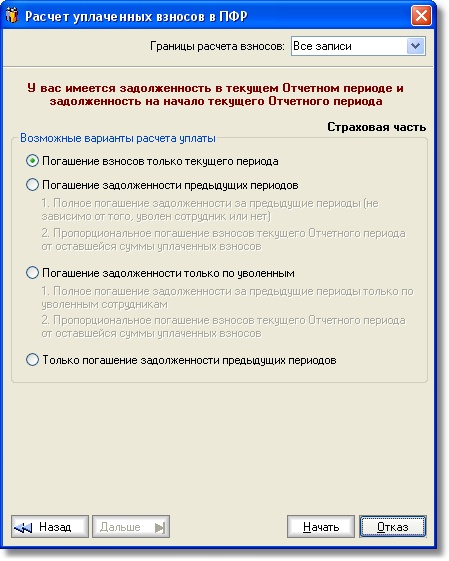 Расчет уплаченных взносов в ПФР
Границы расчета взносов: Все записи
У вас имеется задолженность в текущем Отчетном периоде и
задолженность на начало текущего Отчетного периода
Страховая часть
Возможные варианты расчета уплаты
Погашение взносов только текущего периода
Погашение задолженности предыдущих периодов
1. Полное погашение задолженности за предыдущие периоды (не
зависимо от того, уволен сотрудник или нет)
2. Пропорциональное погашение взносов текущего Отчетного периода
от оставшейся суммы уплаченных взносов
Погашение задолженности только по уволенным
1. Полное погашение задолженности за предыдущие периоды только по
уволенным сотрудникам
2. Пропорциональное погашение взносов текущего Отчетного периода
от оставшейся суммы уплаченных взносов
Только погашение задолженности предыдущих периодов
Назад Дальше Начать Отказ